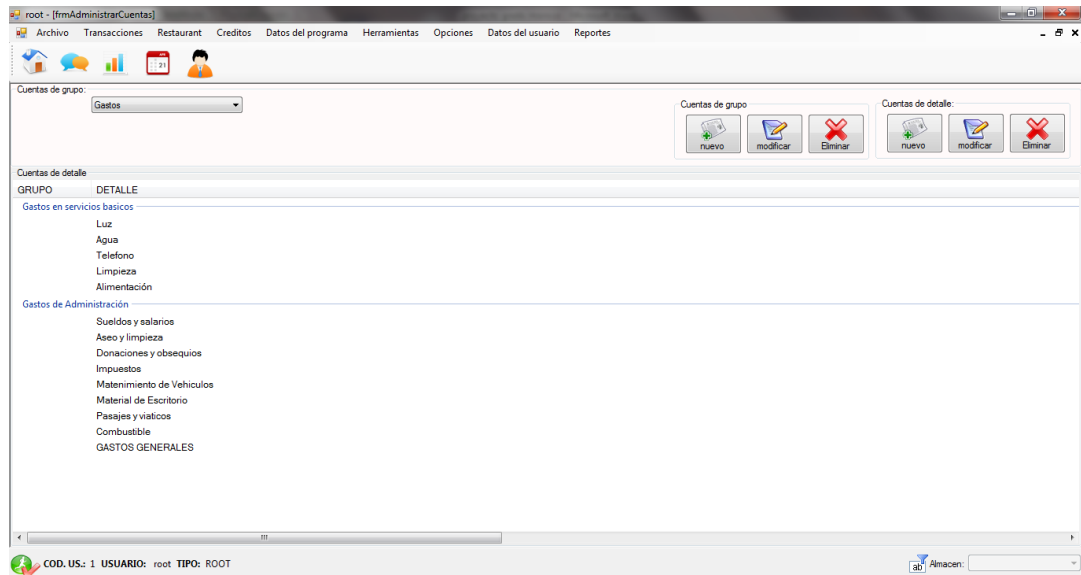 root - [frmAdministrarCuentas]
Archivo Transacciones Restaurant Creditos Datos del programa Herramientas Opciones Datos del usuario Reportes
21
Cuentas de grupo:
Gastos
Cuentas de grupo
nuevo modificar Eliminar
Cuentas de detalle:
nuevo modificar Eliminar
Cuentas de detalle
GRUPO DETALLE
Gastos en servicios basicos
Luz
Agua
Telefono
Limpieza
Alimentación
Gastos de Administración
Sueldos y salarios
Aseo y limpieza
Donaciones y obsequios
Impuestos
Matenimiento de Vehiculos
Material de Escritorio
Pasajes y viaticos
Combustible
GASTOS GENERALES
COD. US.: 1 USUARIO: root TIPO: ROOT
ab Almacen: